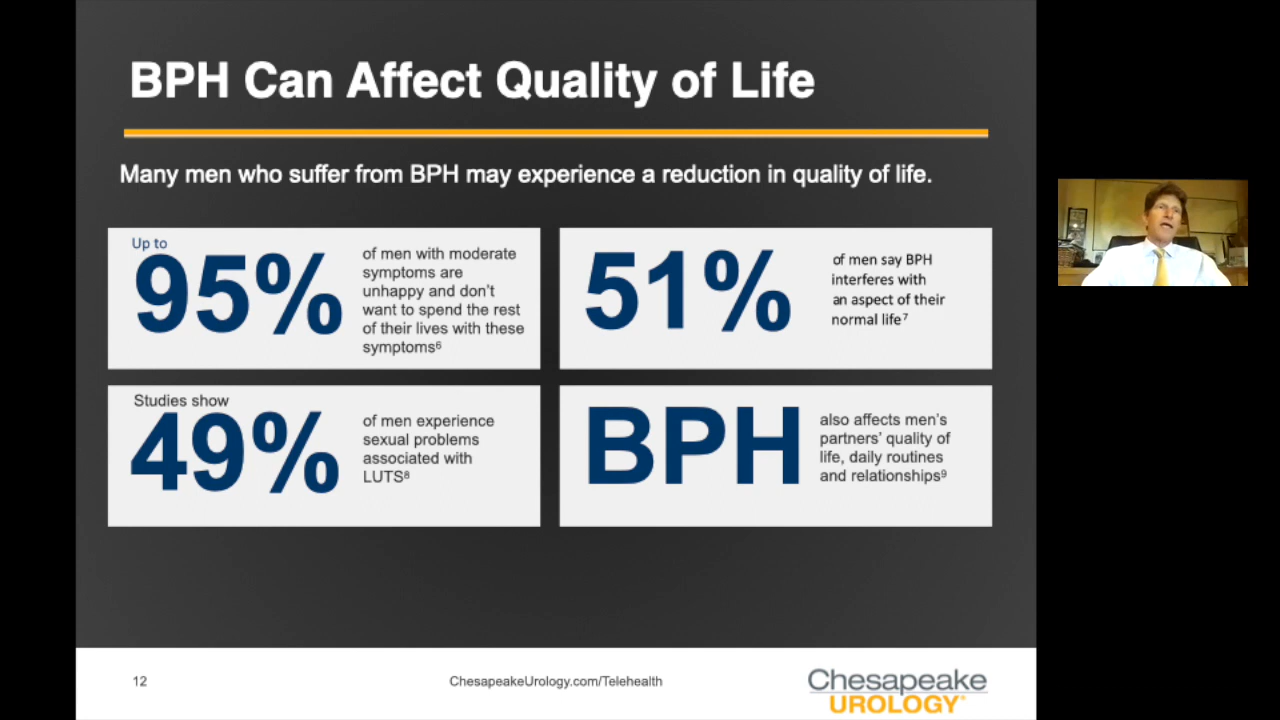 BPH Can Affect Quality of Life
Many men who suffer from BPH may experience a reduction in quality of life.
Up to
95%
of men with moderate
symptoms are
unhappy and don’t
want to spend the rest
of their lives with these
symptoms⁶
51%
of men say BPH
interferes with
an aspect of their
normal life⁷
Studies show
49%
of men experience
sexual problems
associated with
LUTS⁸
BPH
also affects men’s
partners’ quality of
life, daily routines
and relationships⁹
12
ChesapeakeUrology.com/Telehealth
Chesapeake
UROLOGY®